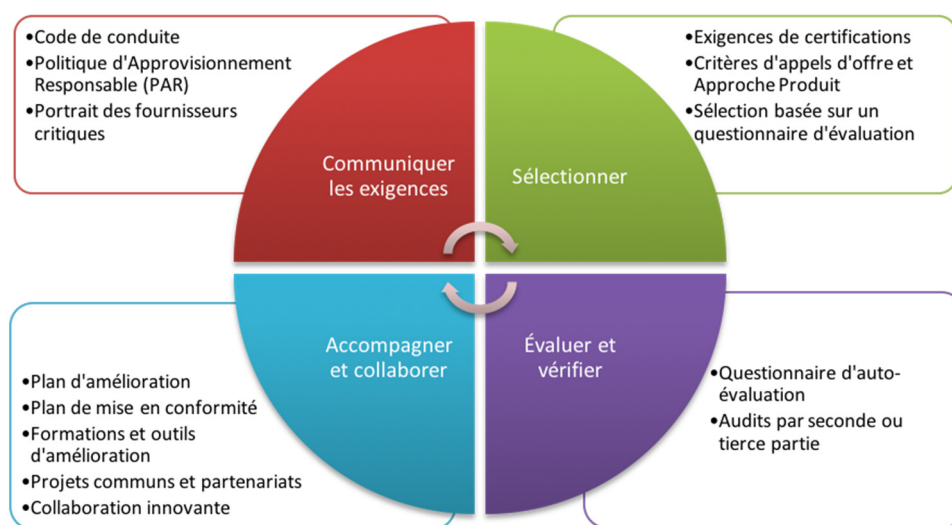 •Code de conduite
•Politique d'Approvisionnement
Responsable (PAR)
•Portrait des fournisseurs
critiques
Communiquer
les exigences
•Exigences de certifications
•Critères d'appels d'offre et
Approche Produit
•Sélection basée sur un
questionnaire d'évaluation
Sélectionner
Accompagner
et collaborer
•Plan d'amélioration
•Plan de mise en conformité
•Formations et outils
d'amélioration
•Projets communs et partenariats
•Collaboration innovante
Évaluer et
vérifier
•Questionnaire d'auto-
évaluation
•Audits par seconde ou
tierce partie